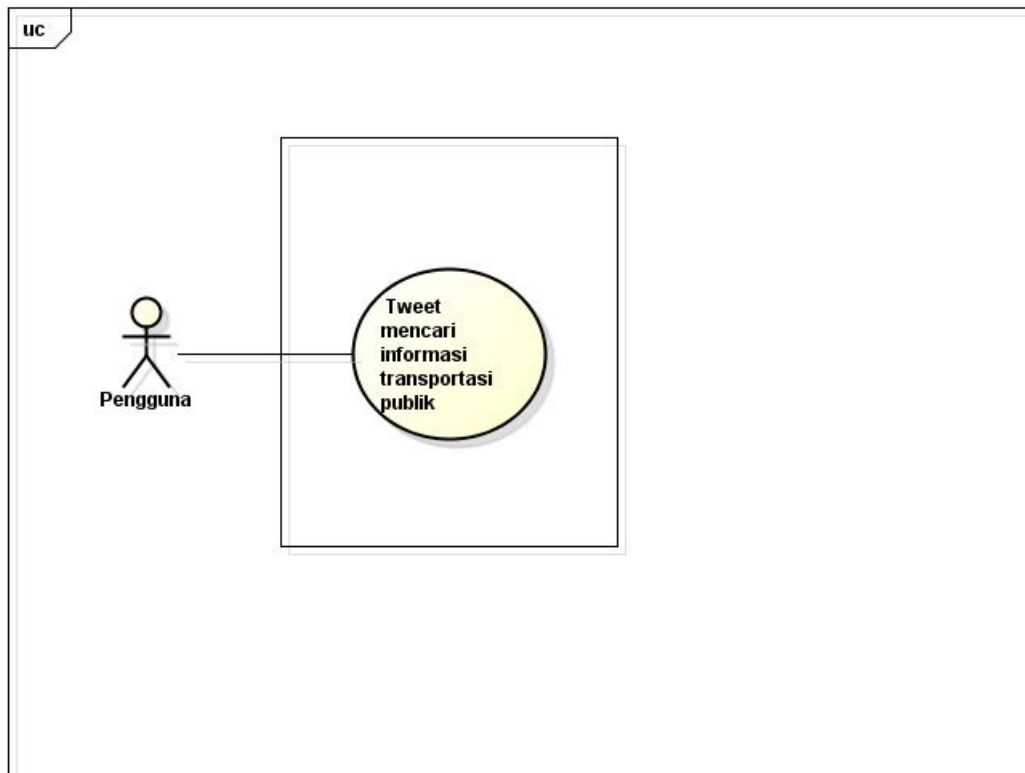 uc
Tweet
mencari
informasi
transportasi
publik
Pengguna